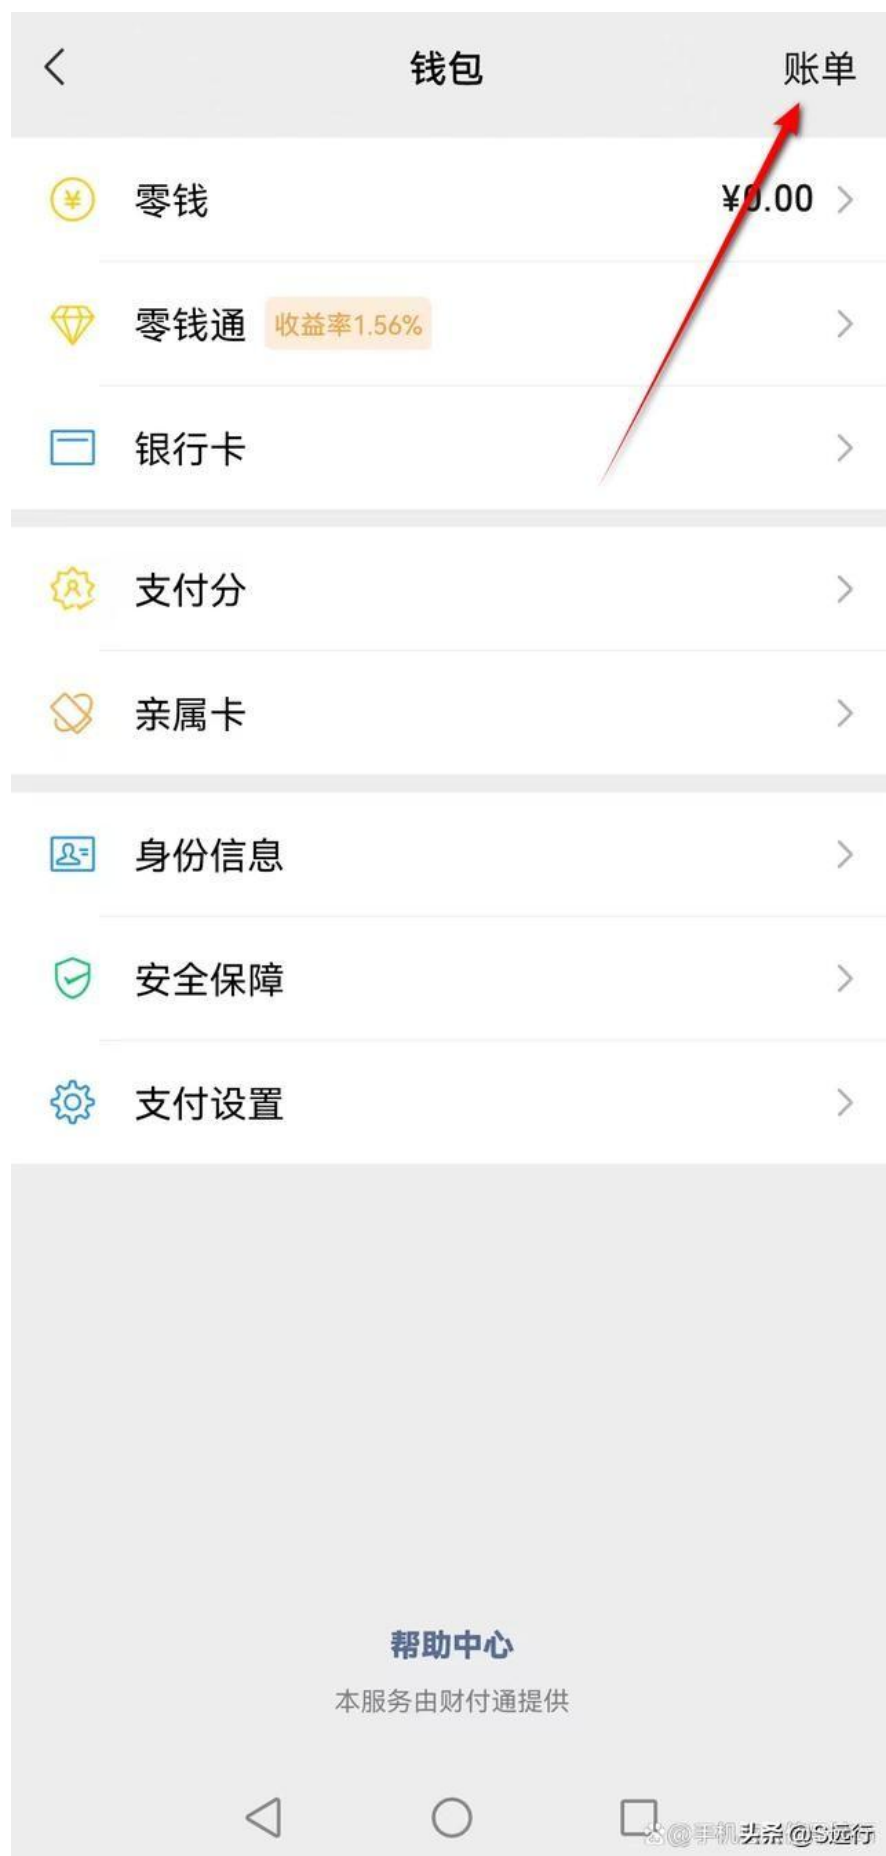 钱包 账单
零钱 ¥0.00
零钱通 收益率1.56%
银行卡
支付分
亲属卡
身份信息
安全保障
支付设置
帮助中心
本服务由财付通提供
@手机
头条 @S远行